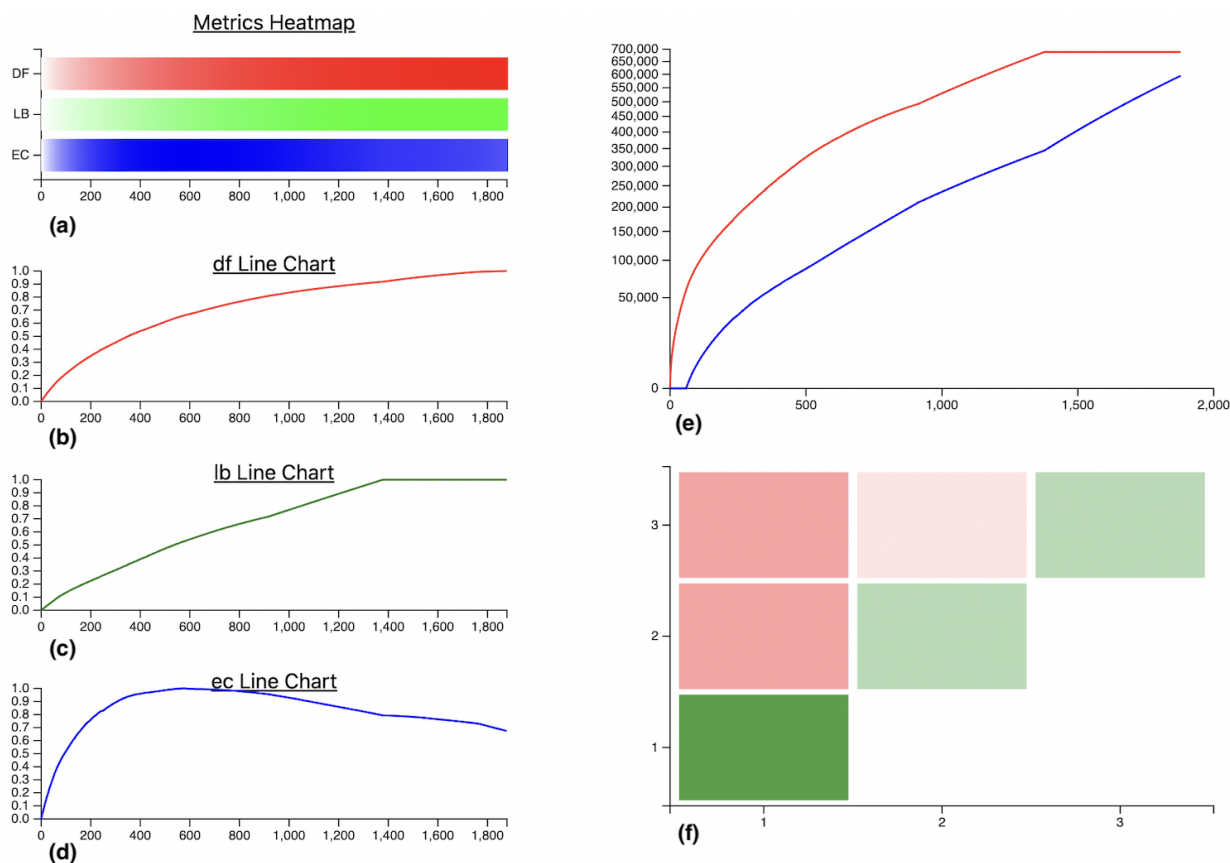 Metrics Heatmap
DF
LB
EC
0 200 400 600 800 1,000 1,200 1,400 1,600 1,800
(a)
df Line Chart
1.0
0.9
0.8
0.7
0.6
0.5
0.4
0.3
0.2
0.1
0.0
0 200 400 600 800 1,000 1,200 1,400 1,600 1,800
(b)
lb Line Chart
1.0
0.9
0.8
0.7
0.6
0.5
0.4
0.3
0.2
0.1
0.0
0 200 400 600 800 1,000 1,200 1,400 1,600 1,800
(c)
ec Line Chart
1.0
0.9
0.8
0.7
0.6
0.5
0.4
0.3
0.2
0.1
0.0
0 200 400 600 800 1,000 1,200 1,400 1,600 1,800
(d)
700,000
650,000
600,000
550,000
500,000
450,000
400,000
350,000
300,000
250,000
200,000
150,000
100,000
50,000
0
0 500 1,000 1,500 2,000
(e)
3
2
1
1 2 3
(f)